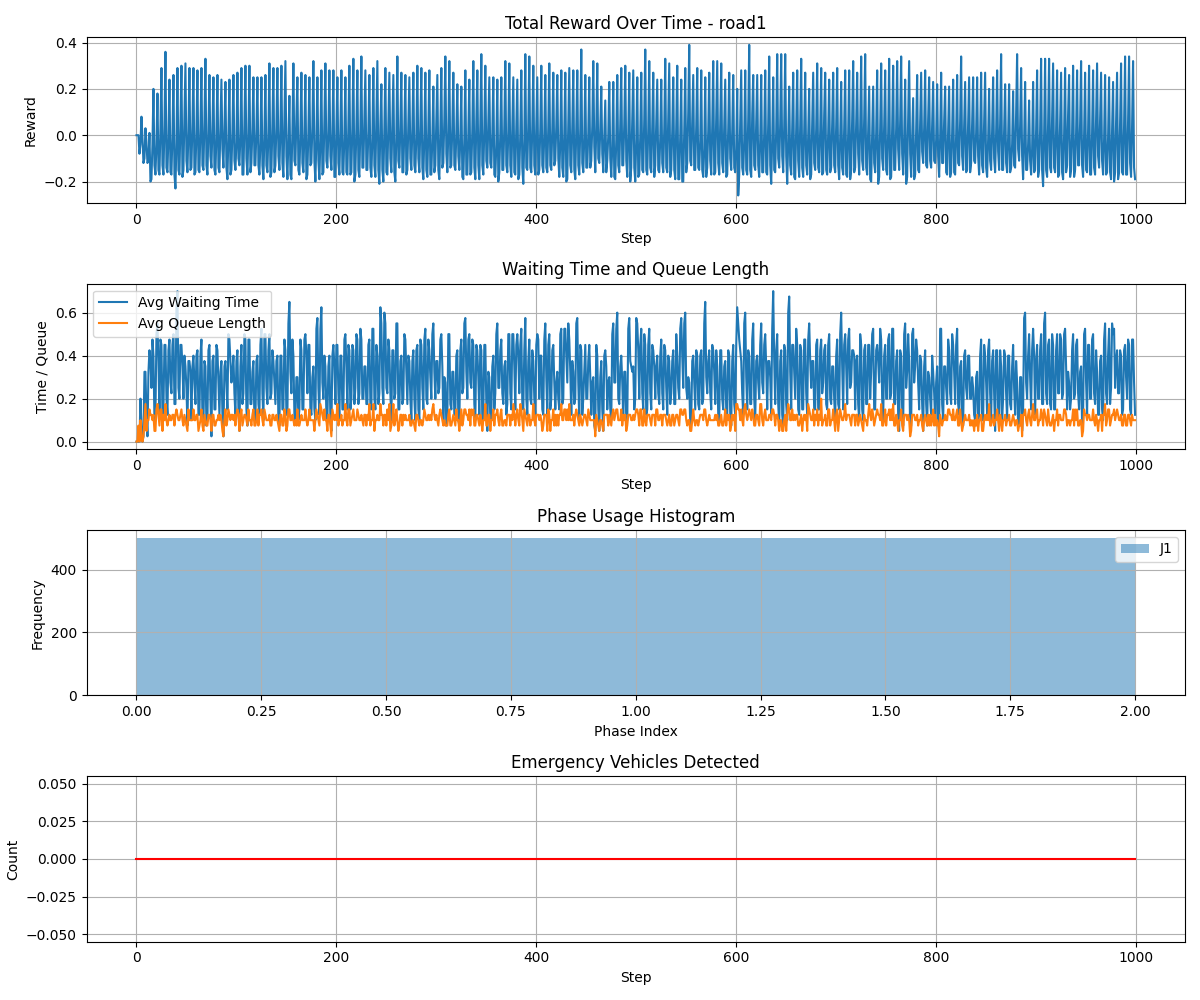 Total Reward Over Time - road1
0.4
0.2
0.0
−0.2
Reward
0 200 400 600 800 1000
Step
Waiting Time and Queue Length
Avg Waiting Time
Avg Queue Length
0.6
0.4
0.2
0.0
Time / Queue
0 200 400 600 800 1000
Step
Phase Usage Histogram
J1
400
200
0
Frequency
0.00 0.25 0.50 0.75 1.00 1.25 1.50 1.75 2.00
Phase Index
Emergency Vehicles Detected
0.050
0.025
0.000
−0.025
−0.050
Count
0 200 400 600 800 1000
Step